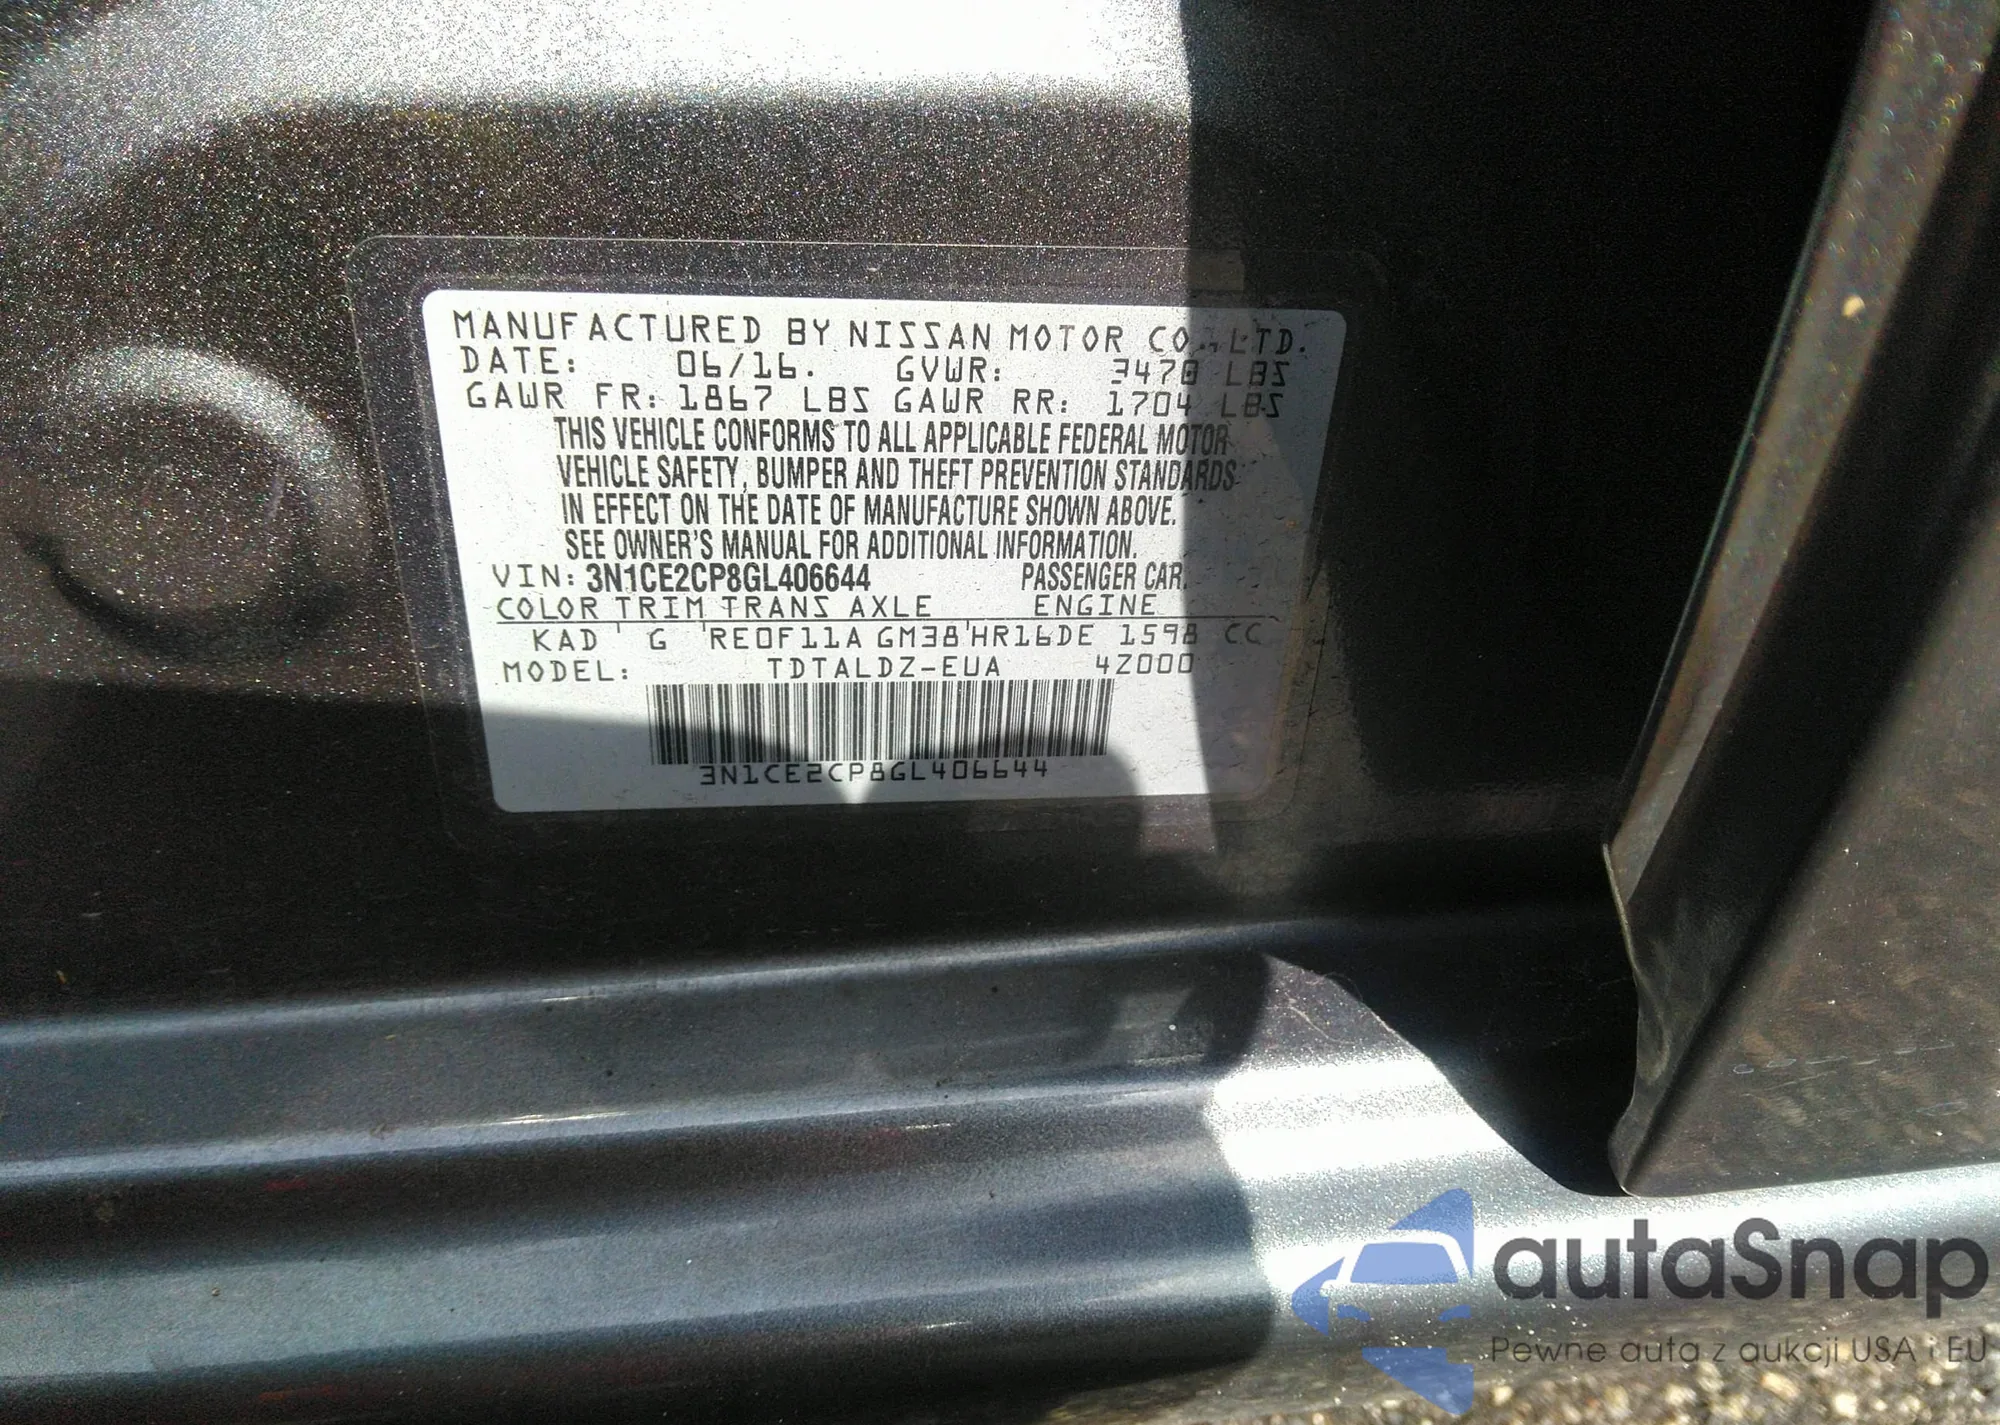 MANUFACTURED BY NISSAN MOTOR CO., LTD.
DATE: 06/16. GVWR: 3470 LBS
GAWR FR: 1867 LBS GAWR RR: 1704 LBS
THIS VEHICLE CONFORMS TO ALL APPLICABLE FEDERAL MOTOR
VEHICLE SAFETY, BUMPER AND THEFT PREVENTION STANDARDS
IN EFFECT ON THE DATE OF MANUFACTURE SHOWN ABOVE.
SEE OWNER'S MANUAL FOR ADDITIONAL INFORMATION.
VIN: 3N1CE2CP8GL406644 PASSENGER CAR.
COLOR TRIM TRANS AXLE ENGINE
KAD G RE0F11A GM38 HR16DE 1598 CC
MODEL: TDTALDZ-EUA 4Z000
3N1CE2CP8GL406644
autaSnap
Pewne auta z aukcji USA i EU